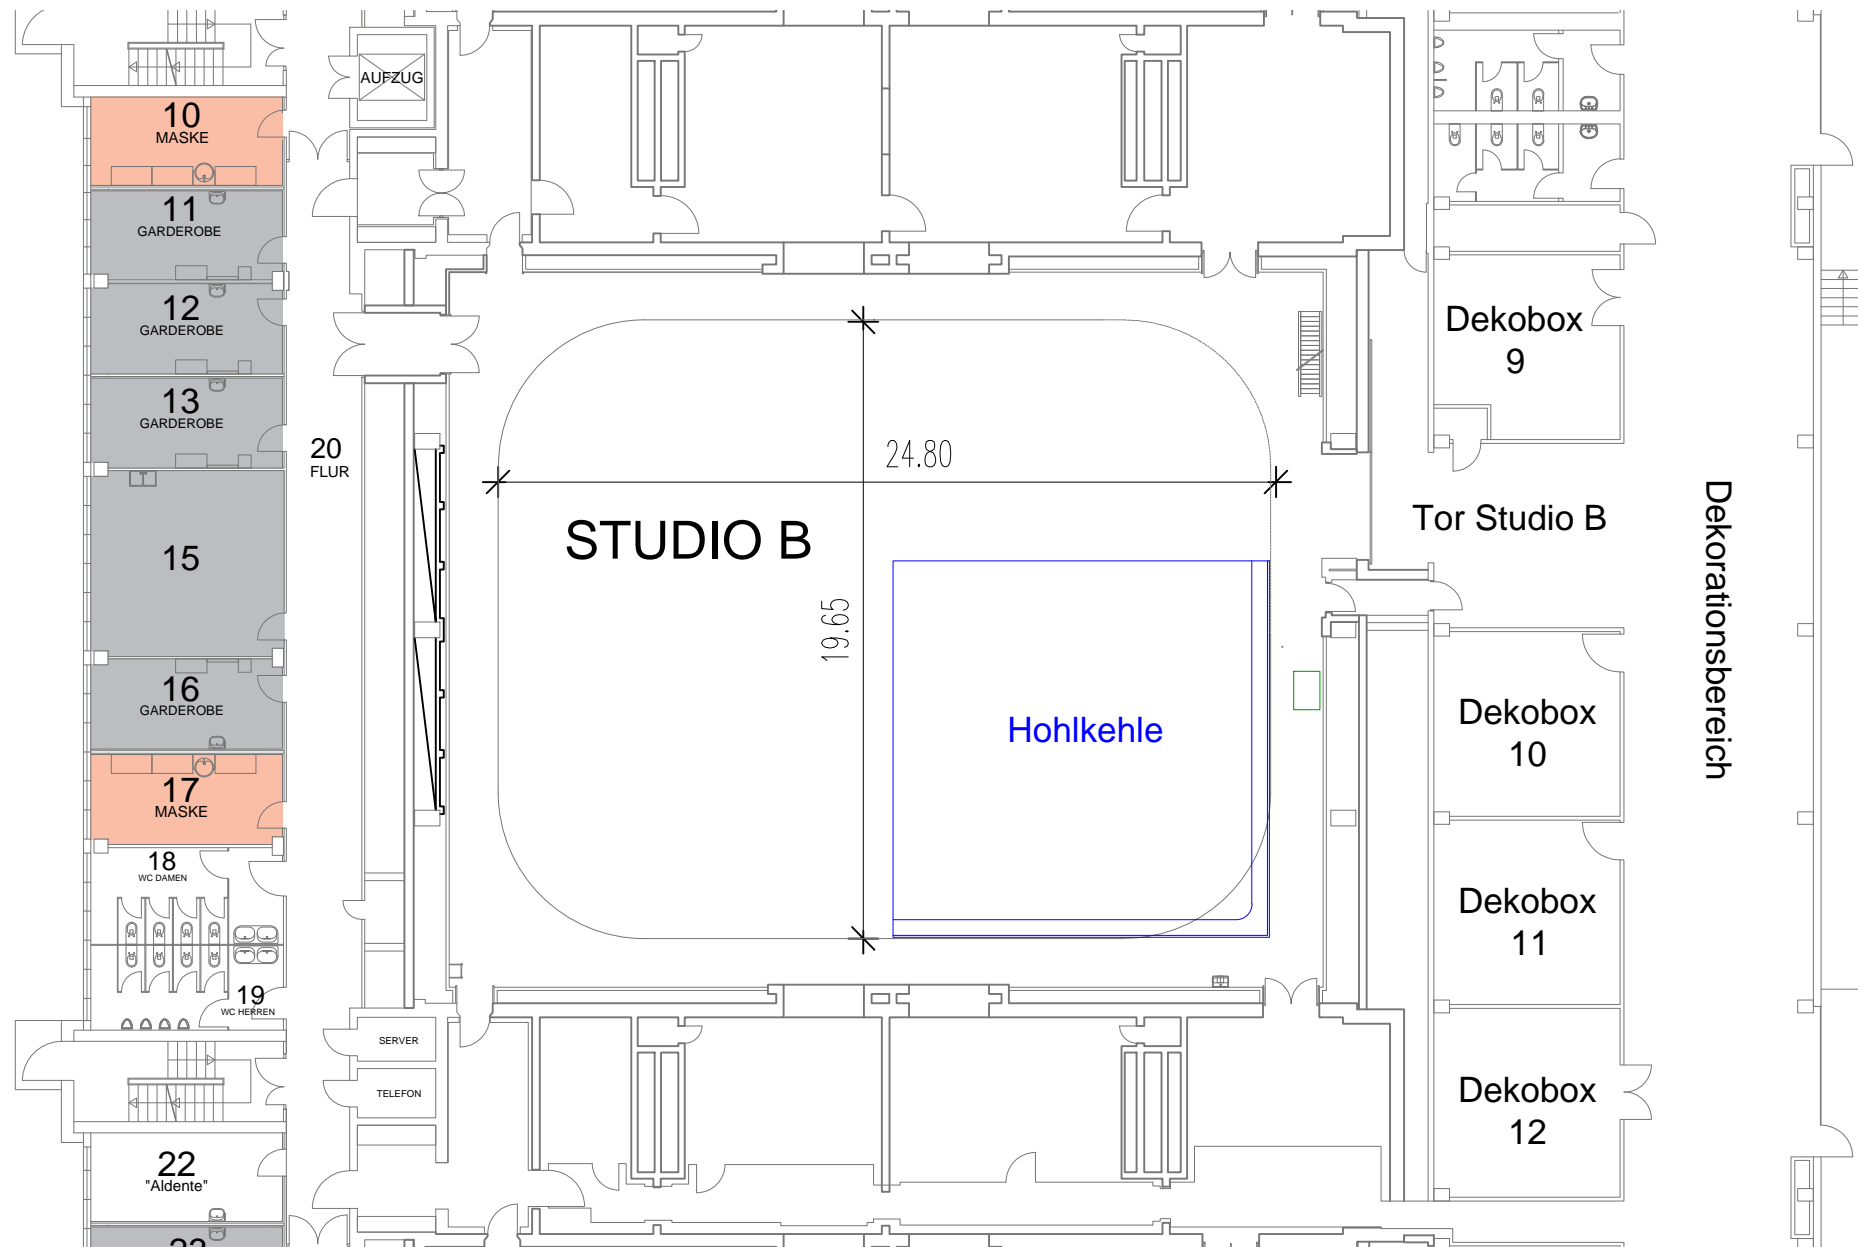 AUFZUG
10
MASKE
11
GARDEROBE
12
GARDEROBE
13
GARDEROBE
20
FLUR
15
16
GARDEROBE
17
MASKE
18
WC DAMEN
19
WC HERREN
SERVER
TELEFON
22
"Aldente"
24.80
STUDIO B
19.65
Hohlkehle
Dekobox
9
Tor Studio B
Dekorationsbereich
Dekobox
10
Dekobox
11
Dekobox
12